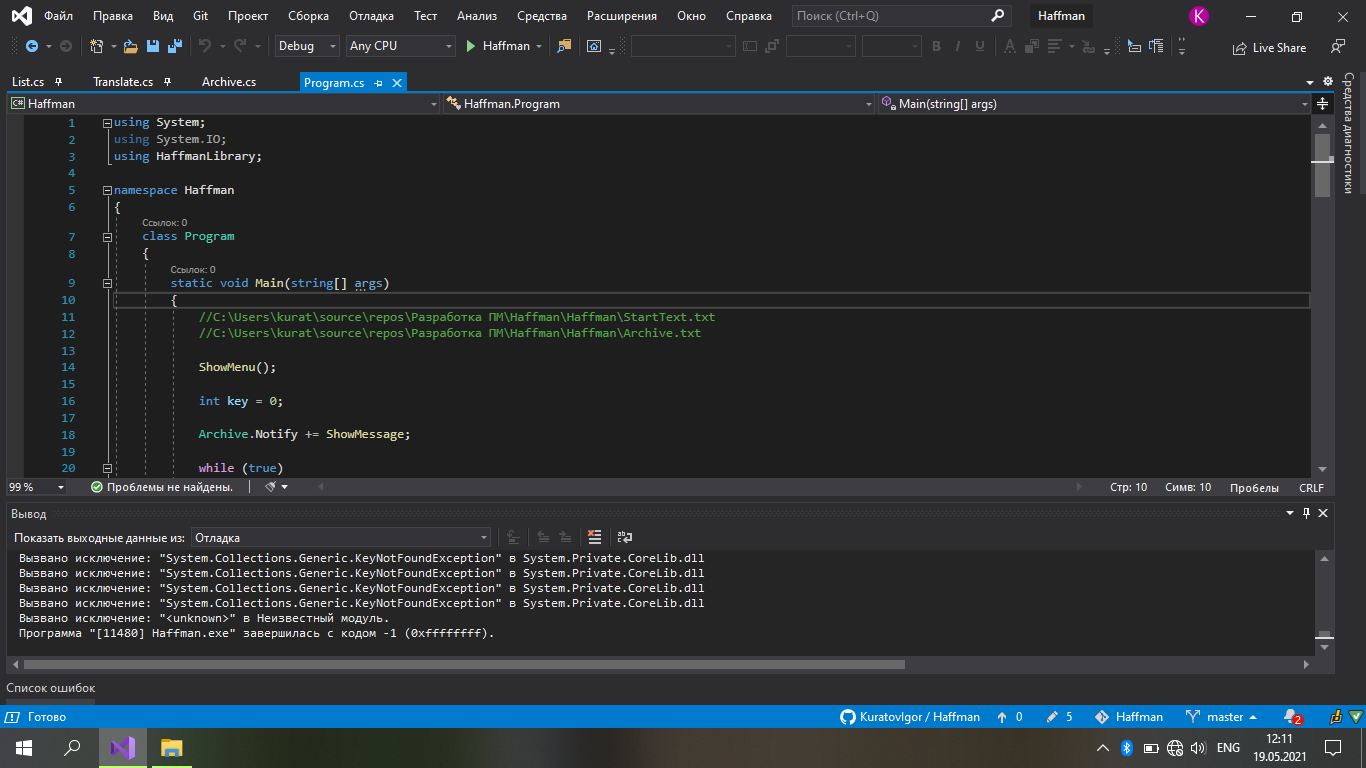 Файл Правка Вид Git Проект Сборка Отладка Тест Анализ Средства Расширения Окно Справка Поиск (Ctrl+Q) Haffman K
Debug Any CPU Haffman Live Share
List.cs Translate.cs Archive.cs Program.cs
Haffman Haffman.Program Main(string[] args)
Средства диагностики
1 using System;
2 using System.IO;
3 using HaffmanLibrary;
4
5 namespace Haffman
6 {
Ссылок: 0
7 class Program
8 {
Ссылок: 0
9 static void Main(string[] args)
10 {
11 //C:\Users\kurat\source\repos\Разработка ПМ\Haffman\Haffman\StartText.txt
12 //C:\Users\kurat\source\repos\Разработка ПМ\Haffman\Haffman\Archive.txt
13
14 ShowMenu();
15
16 int key = 0;
17
18 Archive.Notify += ShowMessage;
19
20 while (true)
99 % Проблемы не найдены. Стр: 10 Симв: 10 Пробелы CRLF
Вывод
Показать выходные данные из: Отладка
Вызвано исключение: "System.Collections.Generic.KeyNotFoundException" в System.Private.CoreLib.dll
Вызвано исключение: "System.Collections.Generic.KeyNotFoundException" в System.Private.CoreLib.dll
Вызвано исключение: "System.Collections.Generic.KeyNotFoundException" в System.Private.CoreLib.dll
Вызвано исключение: "System.Collections.Generic.KeyNotFoundException" в System.Private.CoreLib.dll
Вызвано исключение: "<unknown>" в Неизвестный модуль.
Программа "[11480] Haffman.exe" завершилась с кодом -1 (0xffffffff).
Список ошибок
Готово KuratovIgor / Haffman 0 5 Haffman master 2
ENG 12:11
19.05.2021